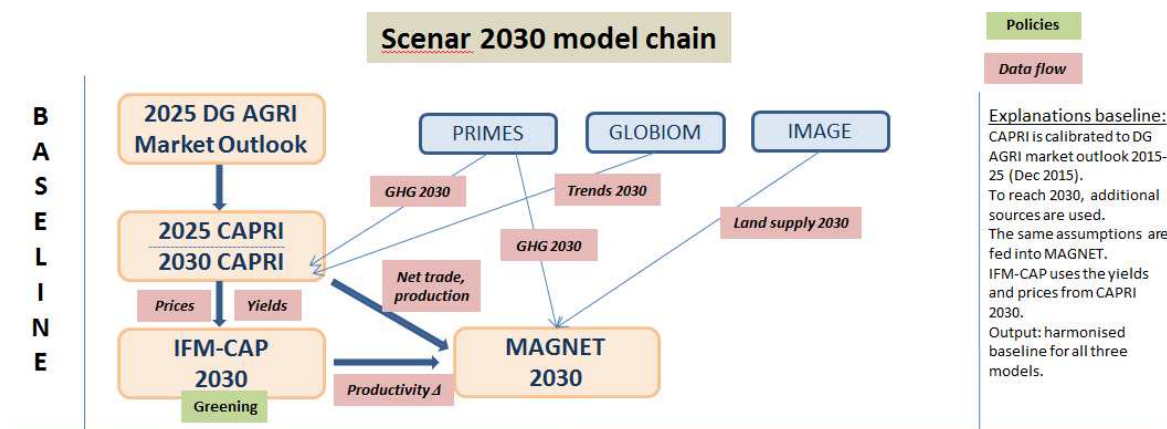 Scenar 2030 model chain
Policies
Data flow
B
A
S
E
L
I
N
E
2025 DG AGRI
Market Outlook
PRIMES
GLOBIOM
IMAGE
GHG 2030
Trends 2030
Land supply 2030
2025 CAPRI
2030 CAPRI
GHG 2030
Net trade,
production
Prices
Yields
IFM-CAP
2030
Greening
Productivity Δ
MAGNET
2030
Explanations baseline:
CAPRI is calibrated to DG
AGRI market outlook 2015-
25 (Dec 2015).
To reach 2030, additional
sources are used.
The same assumptions are
fed into MAGNET.
IFM-CAP uses the yields
and prices from CAPRI
2030.
Output: harmonised
baseline for all three
models.